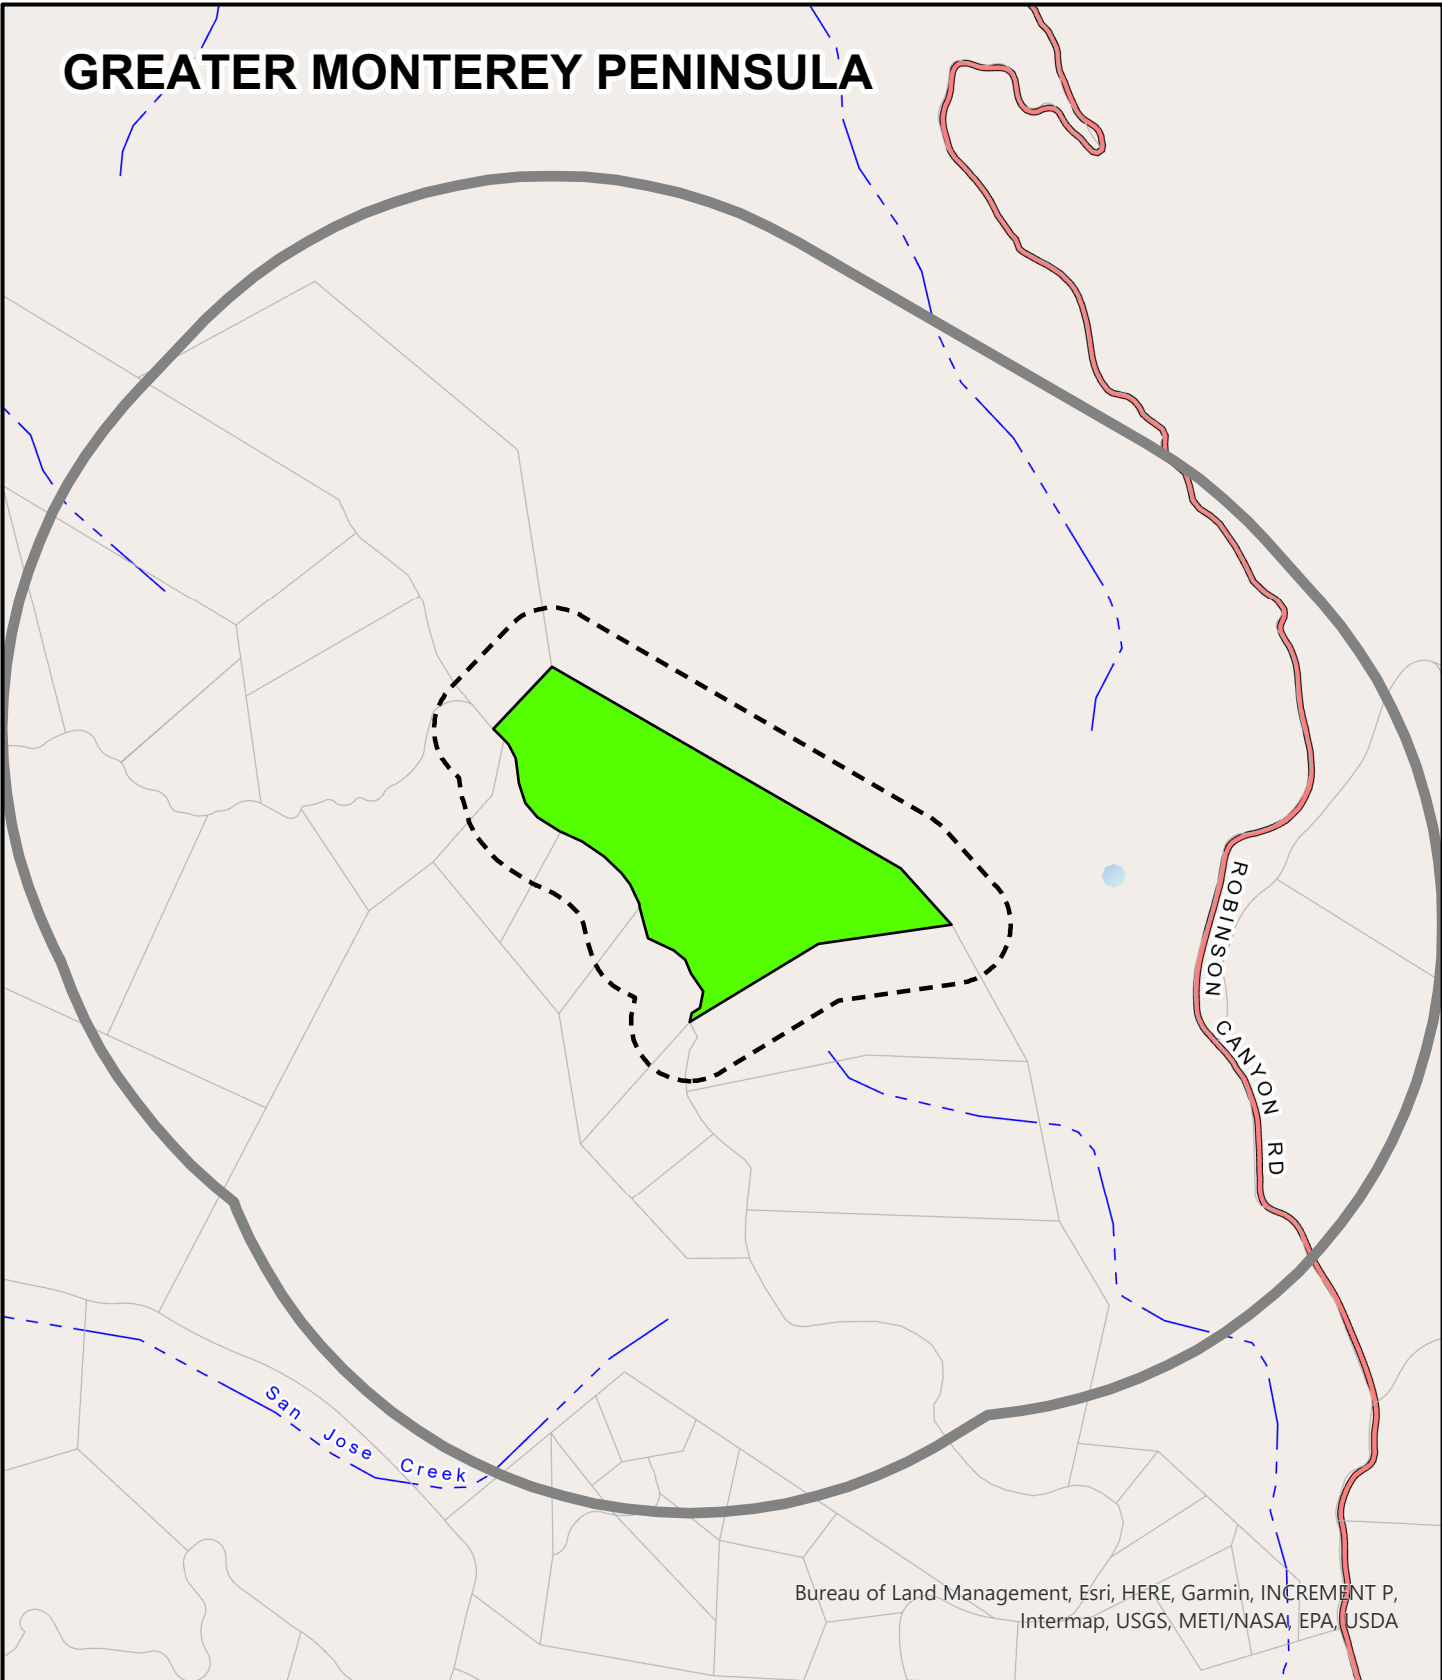 GREATER MONTEREY PENINSULA
ROBINSON CANYON RD
San Jose Creek
Bureau of Land Management, Esri, HERE, Garmin, INCREMENT P,
Intermap, USGS, METI/NASA, EPA, USDA